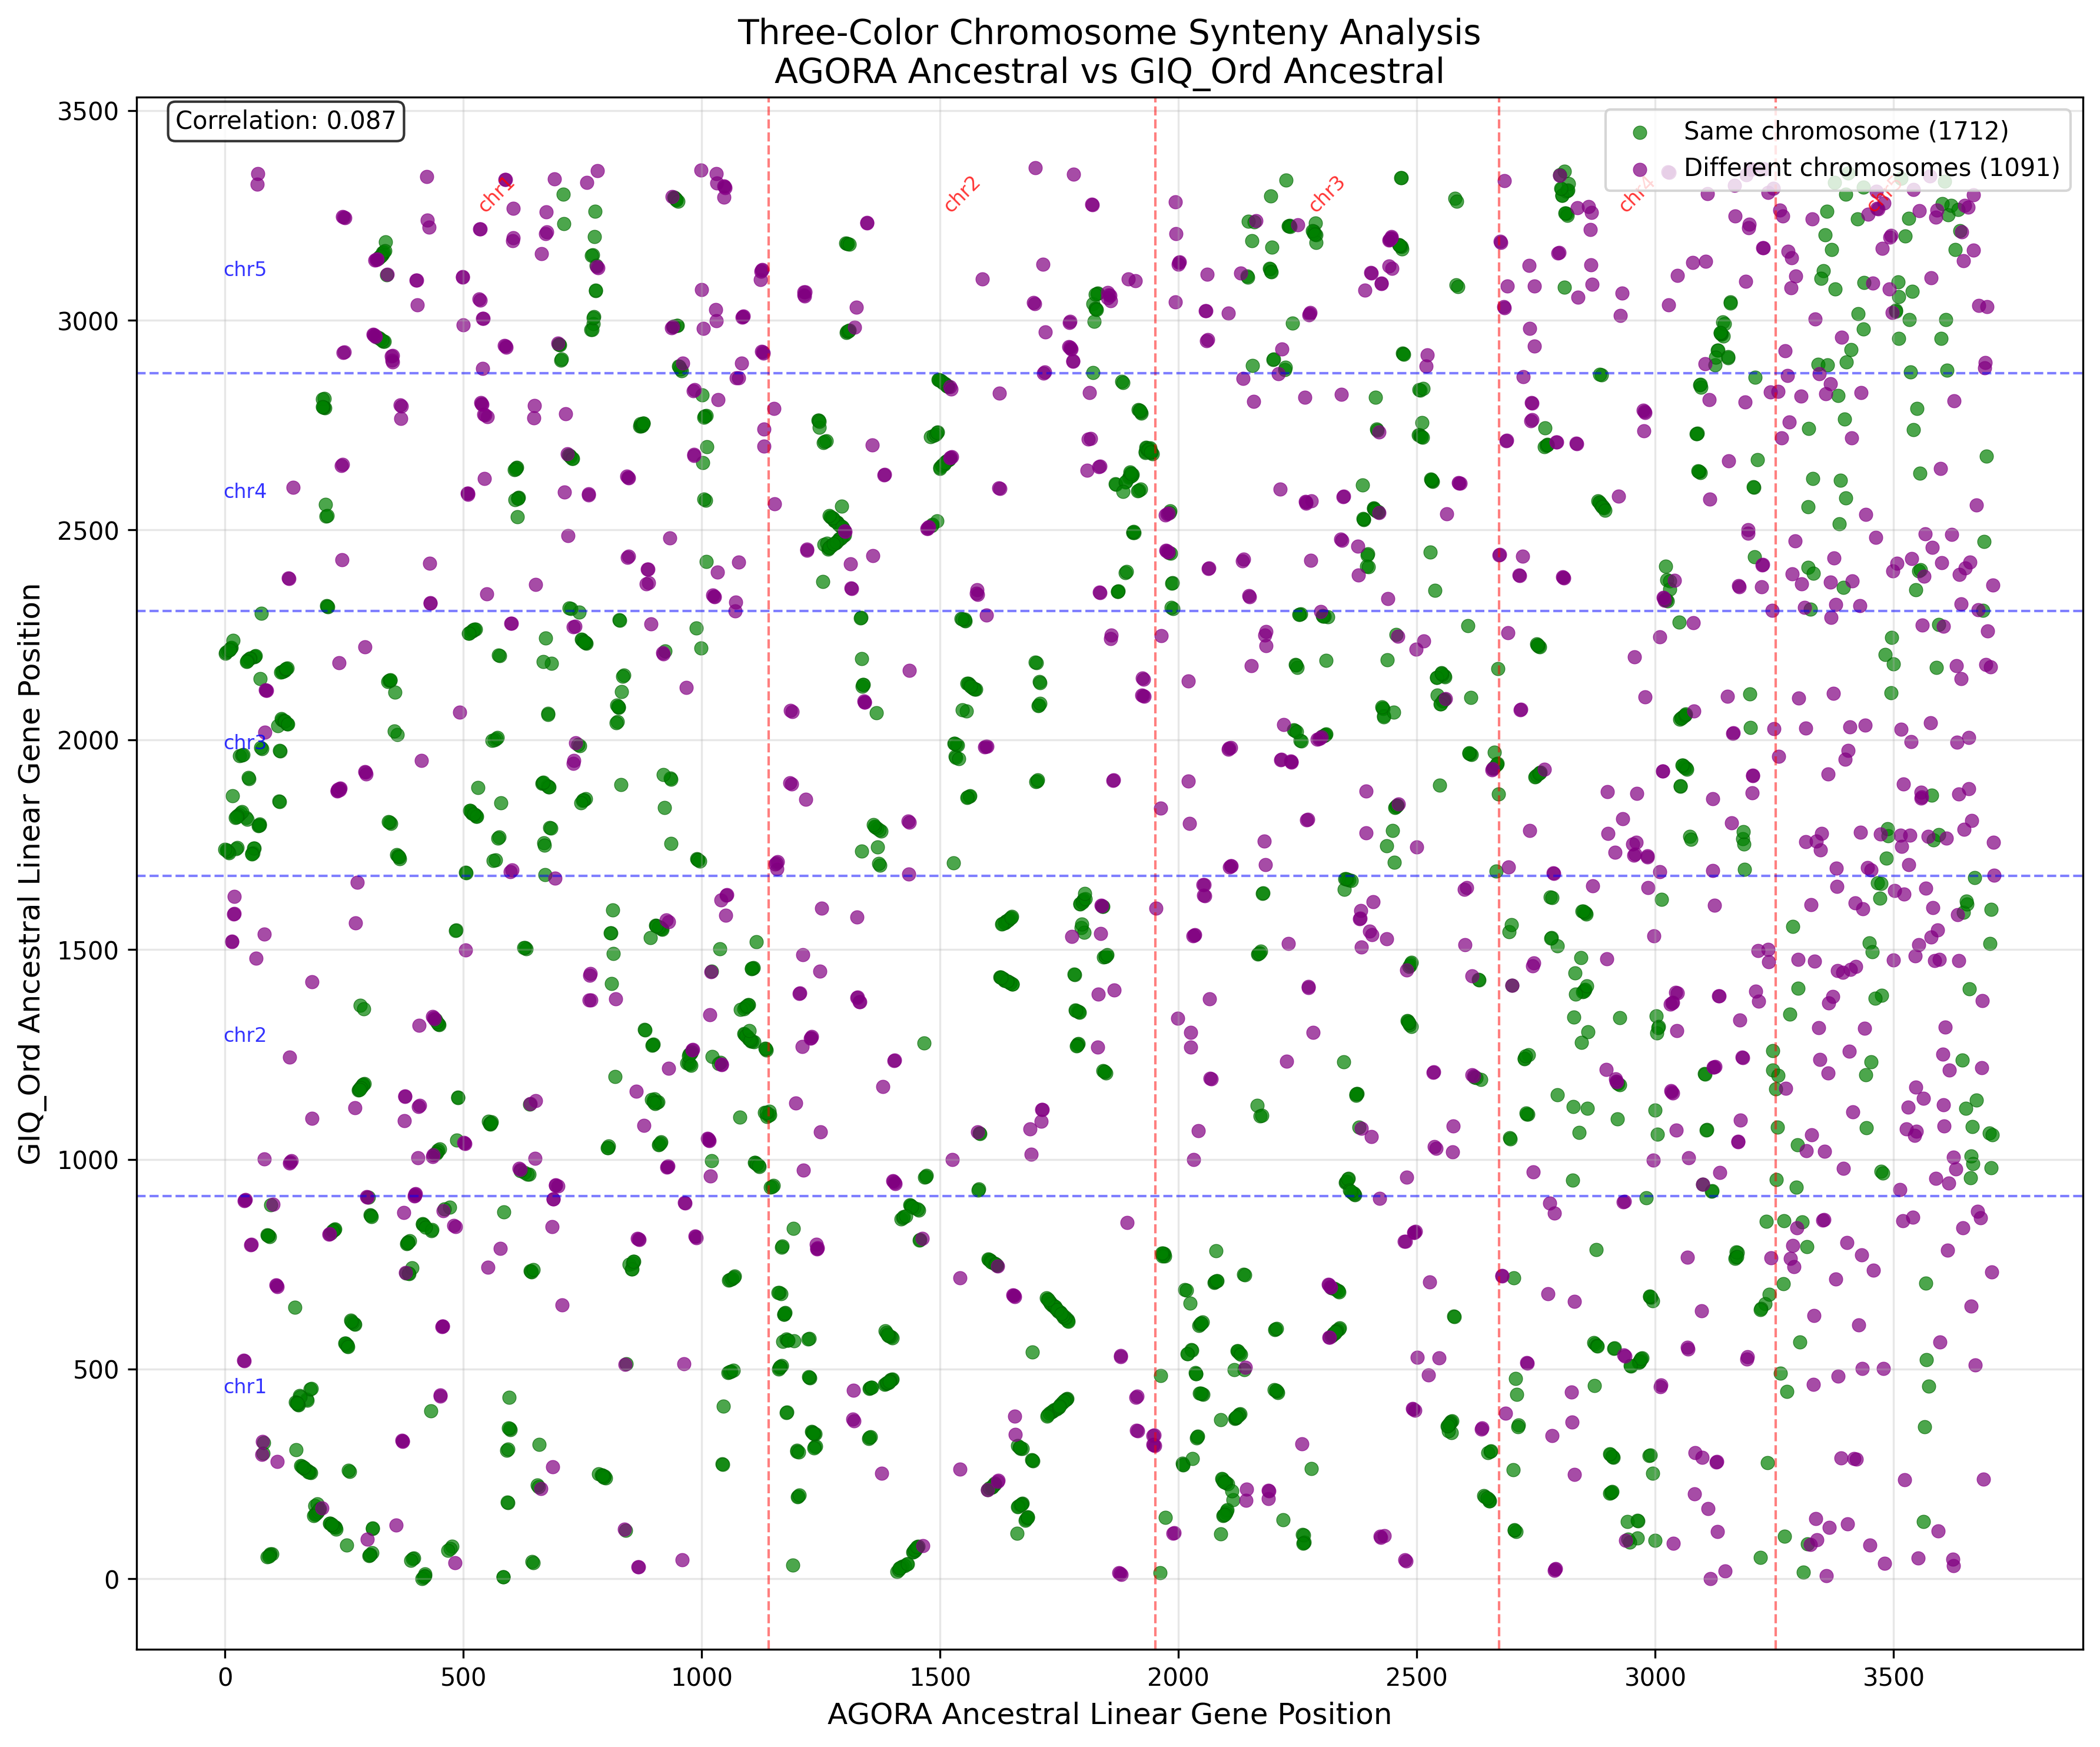 Three-Color Chromosome Synteny Analysis
AGORA Ancestral vs GIQ_Ord Ancestral
Correlation: 0.087
Same chromosome (1712)
Different chromosomes (1091)
chr1
chr2
chr3
chr4
3500
3000
2500
2000
1500
1000
500
0
chr5
chr4
chr3
chr2
chr1
GIQ_Ord Ancestral Linear Gene Position
0
500
1000
1500
2000
2500
3000
3500
AGORA Ancestral Linear Gene Position